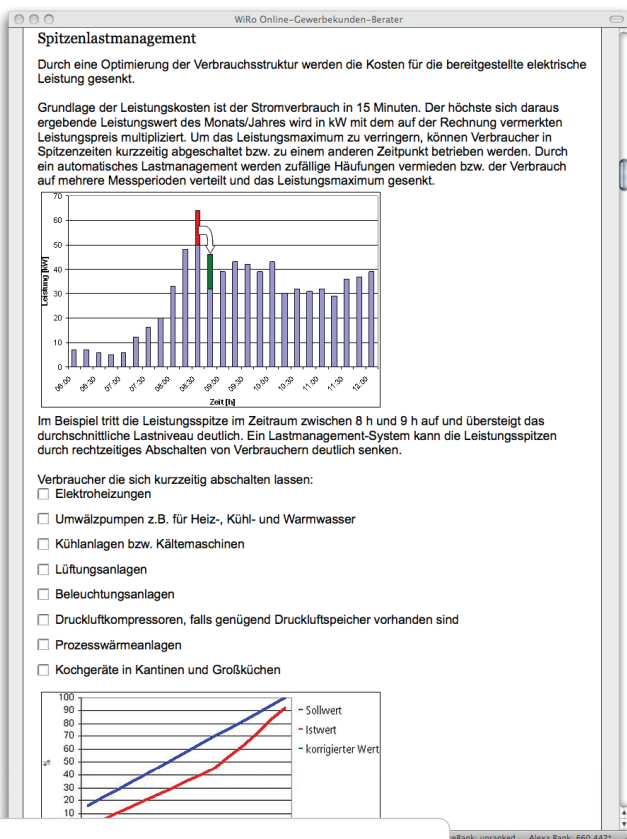 WiRo Online-Gewerbekunden-Berater
Spitzenlastmanagement
Durch eine Optimierung der Verbrauchsstruktur werden die Kosten für die bereitgestellte elektrische
Leistung gesenkt.
Grundlage der Leistungskosten ist der Stromverbrauch in 15 Minuten. Der höchste sich daraus
ergebende Leistungswert des Monats/Jahres wird in kW mit dem auf der Rechnung vermerkten
Leistungspreis multipliziert. Um das Leistungsmaximum zu verringern, können Verbraucher in
Spitzenzeiten kurzzeitig abgeschaltet bzw. zu einem anderen Zeitpunkt betrieben werden. Durch
ein automatisches Lastmanagement werden zufällige Häufungen vermieden bzw. der Verbrauch
auf mehrere Messperioden verteilt und das Leistungsmaximum gesenkt.
70
60
50
40
30
20
10
0
Leistung [kW]
06:00 06:30 07:00 07:30 08:00 08:30 09:00 09:30 10:00 10:30 11:00 11:30 12:00
Zeit [h]
Im Beispiel tritt die Leistungsspitze im Zeitraum zwischen 8 h und 9 h auf und übersteigt das
durchschnittliche Lastniveau deutlich. Ein Lastmanagement-System kann die Leistungsspitzen
durch rechtzeitiges Abschalten von Verbrauchern deutlich senken.
Verbraucher die sich kurzzeitig abschalten lassen:
Elektroheizungen
Umwälzpumpen z.B. für Heiz-, Kühl- und Warmwasser
Kühlanlagen bzw. Kältemaschinen
Lüftungsanlagen
Beleuchtungsanlagen
Druckluftkompressoren, falls genügend Druckluftspeicher vorhanden sind
Prozesswärmeanlagen
Kochgeräte in Kantinen und Großküchen
100
90
80
70
60
50
40
30
20
10
%
Sollwert
Istwert
korrigierter Wert
unranked Alexa Rank: 660,442